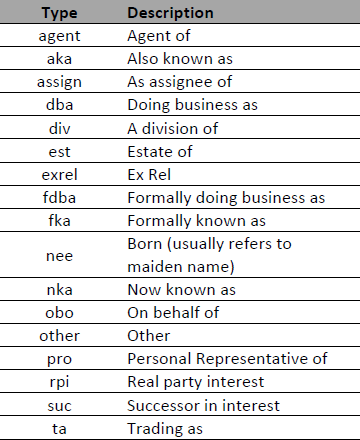 Type Description
agent Agent of
aka Also known as
assign As assignee of
dba Doing business as
div A division of
est Estate of
exrel Ex Rel
fdba Formally doing business as
fka Formally known as
nee Born (usually refers to
maiden name)
nka Now known as
obo On behalf of
other Other
pro Personal Representative of
rpi Real party interest
suc Successor in interest
ta Trading as